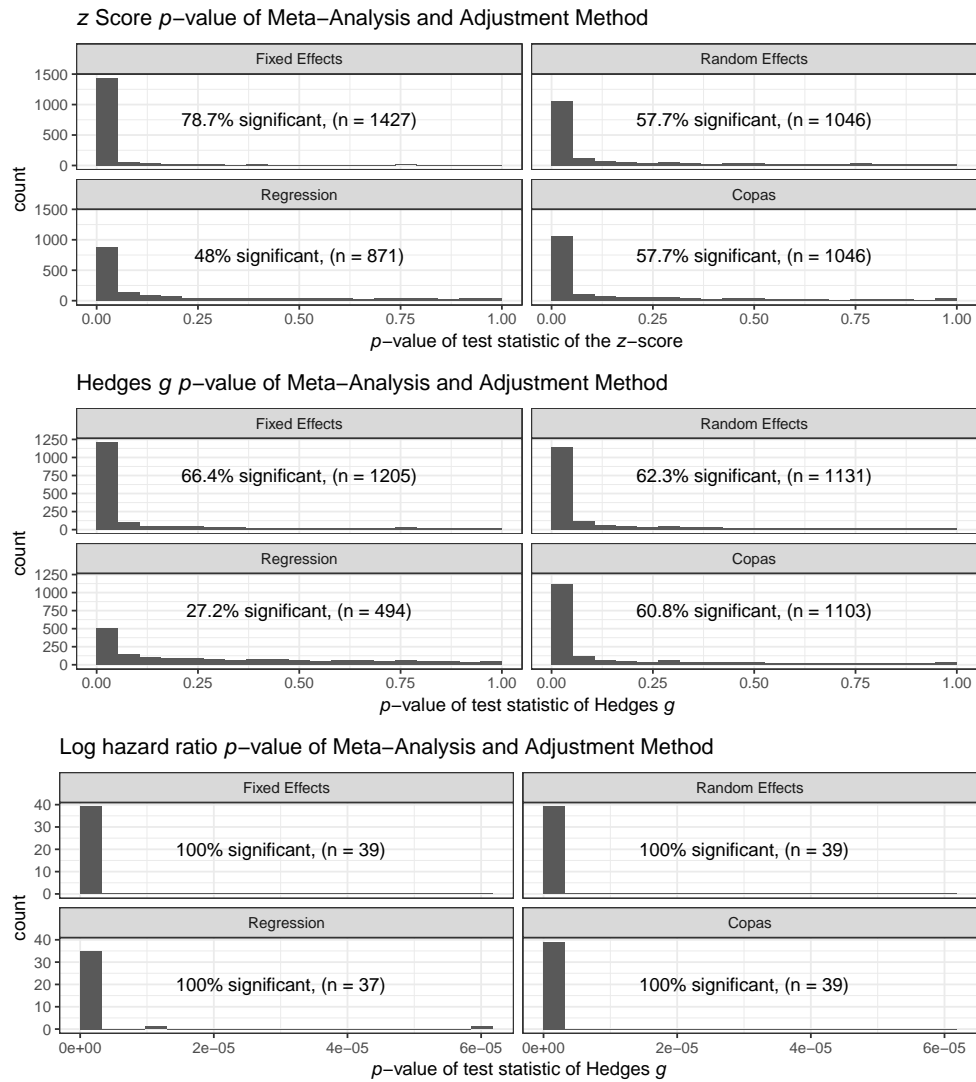 z Score p−value of Meta−Analysis and Adjustment Method
Fixed Effects
Random Effects
1500
1000
500
0
78.7% significant, (n = 1427)
57.7% significant, (n = 1046)
count
Regression
Copas
1500
1000
500
0
48% significant, (n = 871)
57.7% significant, (n = 1046)
0.00 0.25 0.50 0.75 1.00 0.00 0.25 0.50 0.75 1.00
p−value of test statistic of the z−score
Hedges g p−value of Meta−Analysis and Adjustment Method
Fixed Effects
Random Effects
1250
1000
750
500
250
0
66.4% significant, (n = 1205)
62.3% significant, (n = 1131)
count
Regression
Copas
1250
1000
750
500
250
0
27.2% significant, (n = 494)
60.8% significant, (n = 1103)
0.00 0.25 0.50 0.75 1.00 0.00 0.25 0.50 0.75 1.00
p−value of test statistic of Hedges g
Log hazard ratio p−value of Meta−Analysis and Adjustment Method
Fixed Effects
Random Effects
40
30
20
10
0
100% significant, (n = 39)
100% significant, (n = 39)
count
Regression
Copas
40
30
20
10
0
100% significant, (n = 37)
100% significant, (n = 39)
0e+00 2e−05 4e−05 6e−05 0e+00 2e−05 4e−05 6e−05
p−value of test statistic of Hedges g